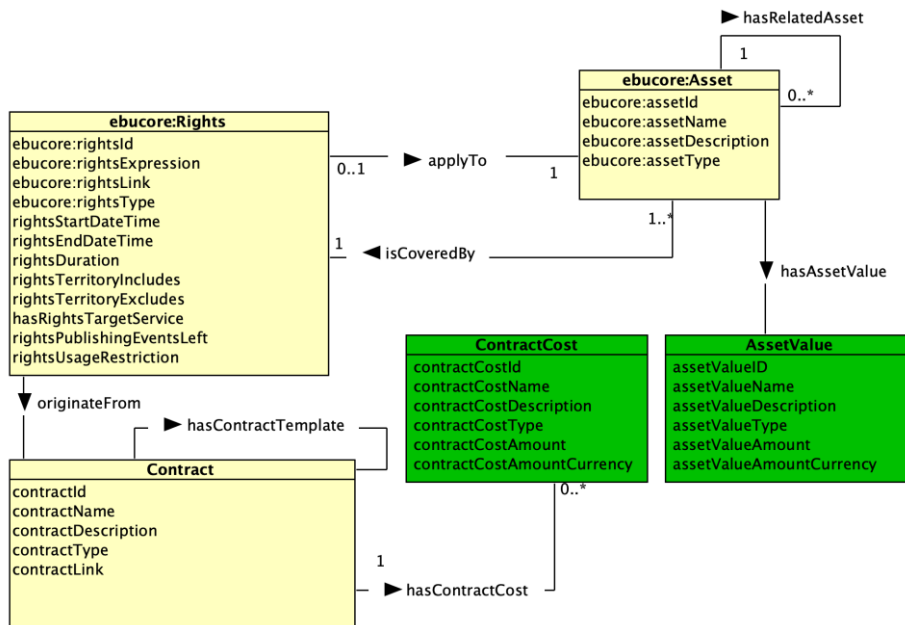 hasRelatedAsset
1
ebucore:Asset
ebucore:assetId
ebucore:assetName
ebucore:assetDescription
ebucore:assetType
0..*
ebucore:Rights
ebucore:rightsId
ebucore:rightsExpression
ebucore:rightsLink
ebucore:rightsType
rightsStartDateTime
rightsEndDateTime
rightsDuration
rightsTerritoryIncludes
rightsTerritoryExcludes
hasRightsTargetService
rightsPublishingEventsLeft
rightsUsageRestriction
0..1
applyTo
1
1..*
1
isCoveredBy
hasAssetValue
ContractCost
contractCostId
contractCostName
contractCostDescription
contractCostType
contractCostAmount
contractCostAmountCurrency
0..*
AssetValue
assetValueID
assetValueName
assetValueDescription
assetValueType
assetValueAmount
assetValueAmountCurrency
originateFrom
hasContractTemplate
Contract
contractId
contractName
contractDescription
contractType
contractLink
1
hasContractCost